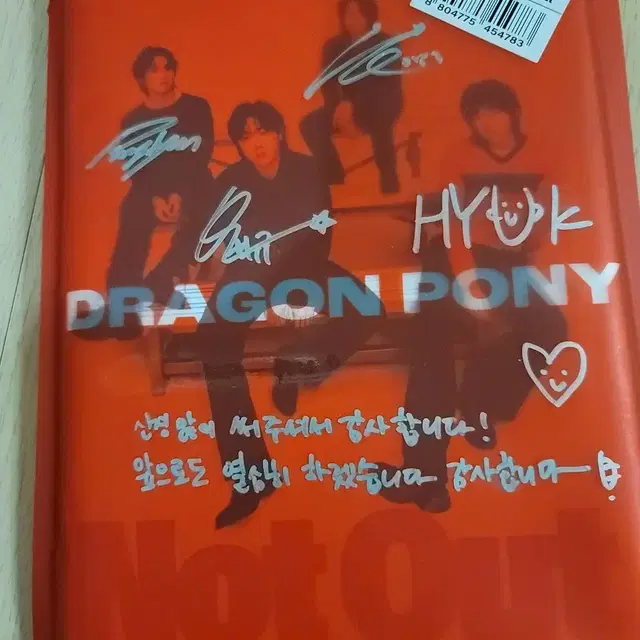 8 804775 454783
HYUK
DRAGON PONY
신경 많이 써주셔서 감사합니다!
앞으로도 열심히 하겠습니다 감사합니다
Not Out